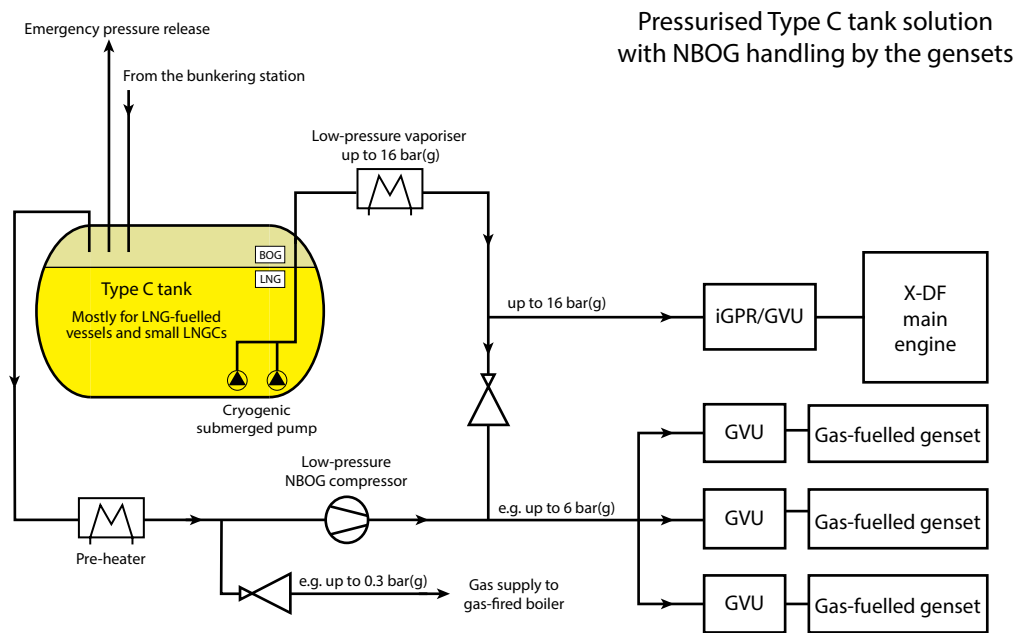 Pressurised Type C tank solution
with NBOG handling by the gensets
Emergency pressure release
From the bunkering station
Low-pressure vaporiser
up to 16 bar(g)
BOG
LNG
Type C tank
Mostly for LNG-fuelled
vessels and small LNGCs
Cryogenic
submerged pump
up to 16 bar(g)
iGPR/GVU
X-DF
main
engine
GVU
Gas-fuelled genset
Low-pressure
NBOG compressor
e.g. up to 6 bar(g)
GVU
Gas-fuelled genset
Pre-heater
e.g. up to 0.3 bar(g)
Gas supply to
gas-fired boiler
GVU
Gas-fuelled genset